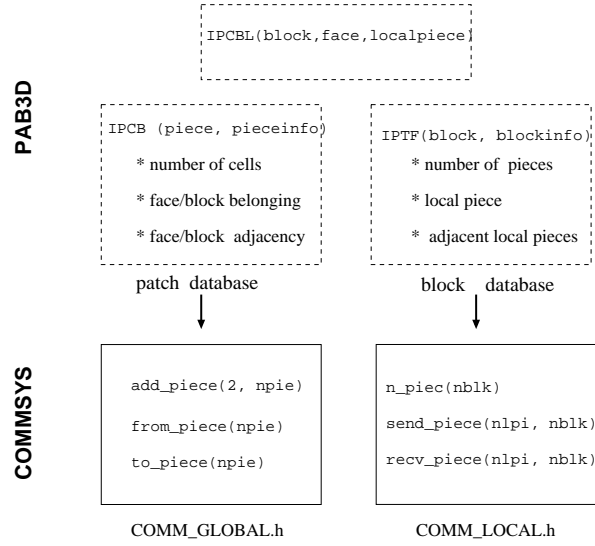 PAB3D
IPCBL(block,face,localpiece)
IPCB (piece, pieceinfo)
* number of cells
* face/block belonging
* face/block adjacency
patch database
IPTF(block, blockinfo)
* number of pieces
* local piece
* adjacent local pieces
block database
COMMSYS
add_piece(2, npie)
from_piece(npie)
to_piece(npie)
COMM_GLOBAL.h
n_piec(nblk)
send_piece(nlpi, nblk)
recv_piece(nlpi, nblk)
COMM_LOCAL.h